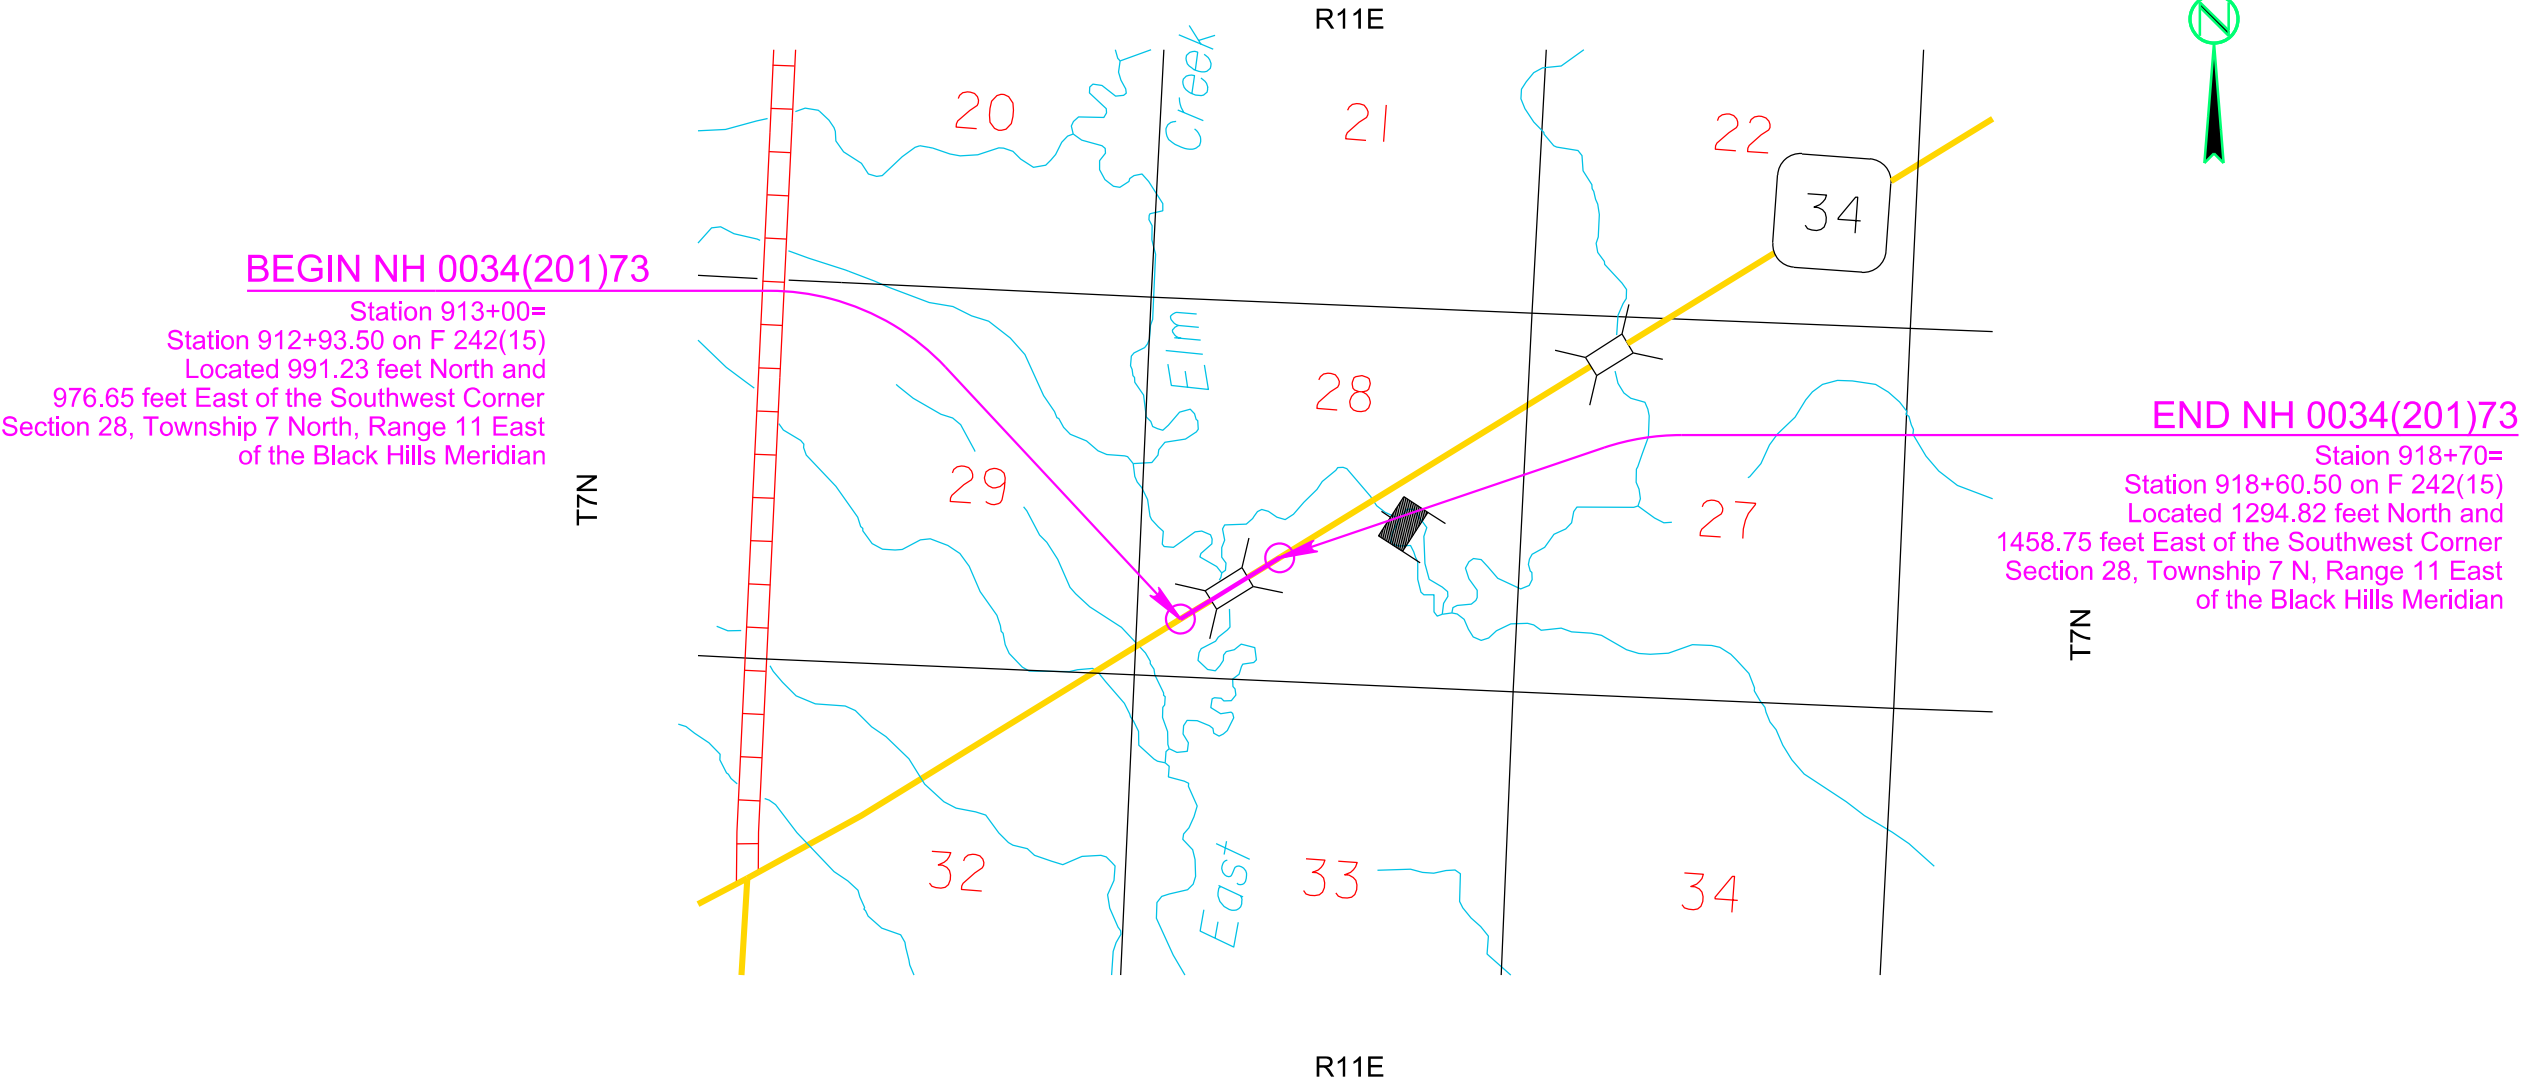 R11E
N
20
21
22
34
Creek
BEGIN NH 0034(201)73
Station 913+00=
Station 912+93.50 on F 242(15)
Located 991.23 feet North and
976.65 feet East of the Southwest Corner
Section 28, Township 7 North, Range 11 East
of the Black Hills Meridian
T7N
Elm
28
29
27
END NH 0034(201)73
Staion 918+70=
Station 918+60.50 on F 242(15)
Located 1294.82 feet North and
1458.75 feet East of the Southwest Corner
Section 28, Township 7 N, Range 11 East
of the Black Hills Meridian
T7N
32
East
33
34
R11E